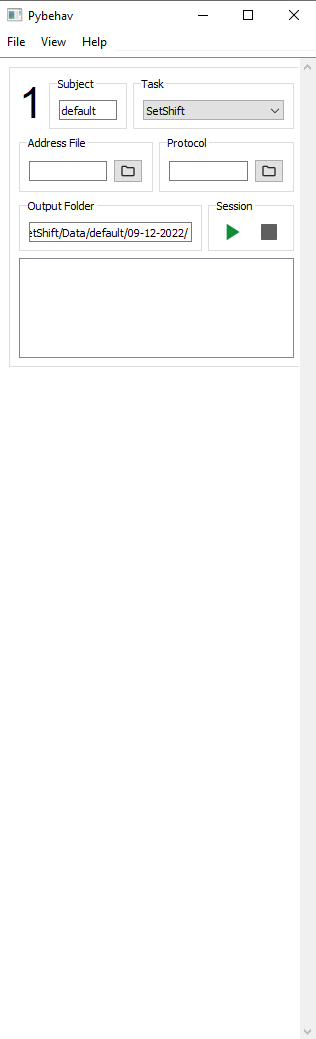 Pybehav
File View Help
1
Subject
Task
default
SetShift
Address File
Protocol
Output Folder
Session
etShift/Data/default/09-12-2022/